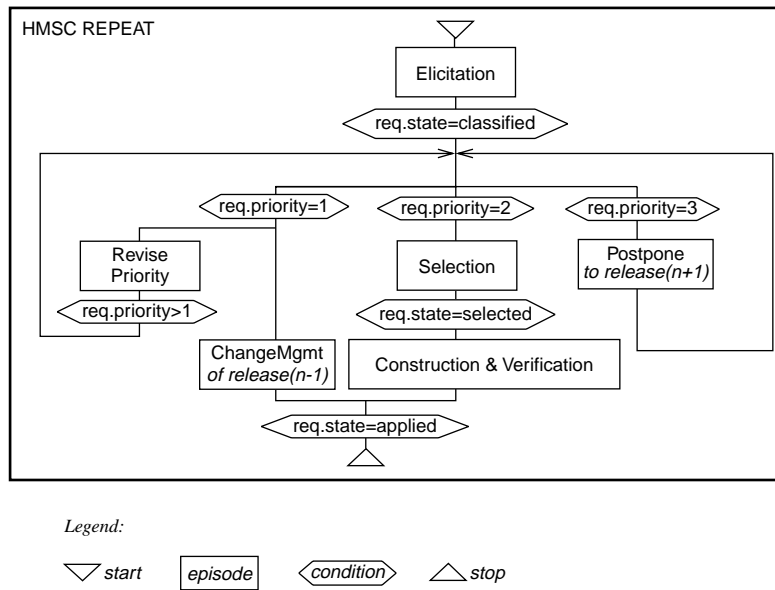 HMSC REPEAT
Elicitation
req.state=classified
req.priority=1
req.priority=2
req.priority=3
Revise
Priority
Selection
Postpone
to release(n+1)
req.priority>1
req.state=selected
ChangeMgmt
of release(n-1)
Construction & Verification
req.state=applied
Legend:
start
episode
condition
stop